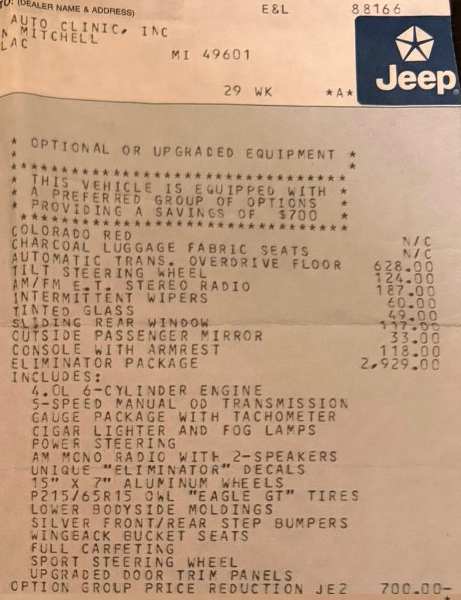 TO: (DEALER NAME & ADDRESS) E&L 88166
AUTO CLINIC, INC
N MITCHELL
LAC MI 49601
29 WK *A*
Jeep
* OPTIONAL OR UPGRADED EQUIPMENT *
* *
***************************
* THIS VEHICLE IS EQUIPPED WITH *
* A PREFERRED GROUP OF OPTIONS *
* PROVIDING A SAVINGS OF $700 *
***************************
COLORADO RED N/C
CHARCOAL LUGGAGE FABRIC SEATS N/C
AUTOMATIC TRANS. OVERDRIVE FLOOR 628.00
TILT STEERING WHEEL 124.00
AM/FM E.T. STEREO RADIO 187.00
INTERMITTENT WIPERS 60.00
TINTED GLASS 49.00
SLIDING REAR WINDOW
OUTSIDE PASSENGER MIRROR 33.00
CONSOLE WITH ARMREST 118.00
ELIMINATOR PACKAGE 2,929.00
INCLUDES:
4.0L 6-CYLINDER ENGINE
5-SPEED MANUAL OD TRANSMISSION
GAUGE PACKAGE WITH TACHOMETER
CIGAR LIGHTER AND FOG LAMPS
POWER STEERING
AM MONO RADIO WITH 2-SPEAKERS
UNIQUE "ELIMINATOR" DECALS
15" X 7" ALUMINUM WHEELS
P215/65R15 OWL "EAGLE GT" TIRES
LOWER BODYSIDE MOLDINGS
SILVER FRONT/REAR STEP BUMPERS
WINGBACK BUCKET SEATS
FULL CARPETING
SPORT STEERING WHEEL
UPGRADED DOOR TRIM PANELS
OPTION GROUP PRICE REDUCTION JE2 700.00-